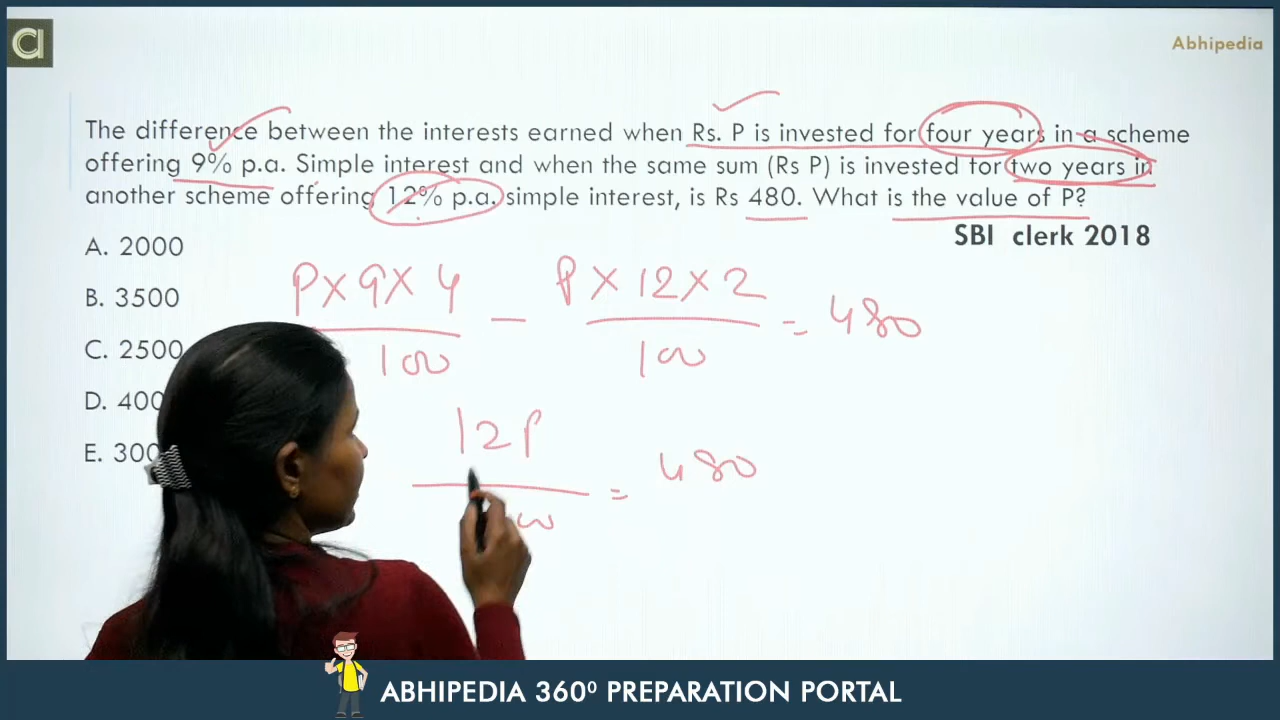 Abhipedia
The difference between the interests earned when Rs. P is invested for four years in a scheme
offering 9% p.a. Simple interest and when the same sum (Rs P) is invested for two years in
another scheme offering 12% p.a. simple interest, is Rs 480. What is the value of P?
SBI clerk 2018
A. 2000
B. 3500
C. 2500
D. 400
E. 300
P×9×4 − P×12×2 = 480
100 100
12P = 480
ABHIPEDIA 360⁰ PREPARATION PORTAL